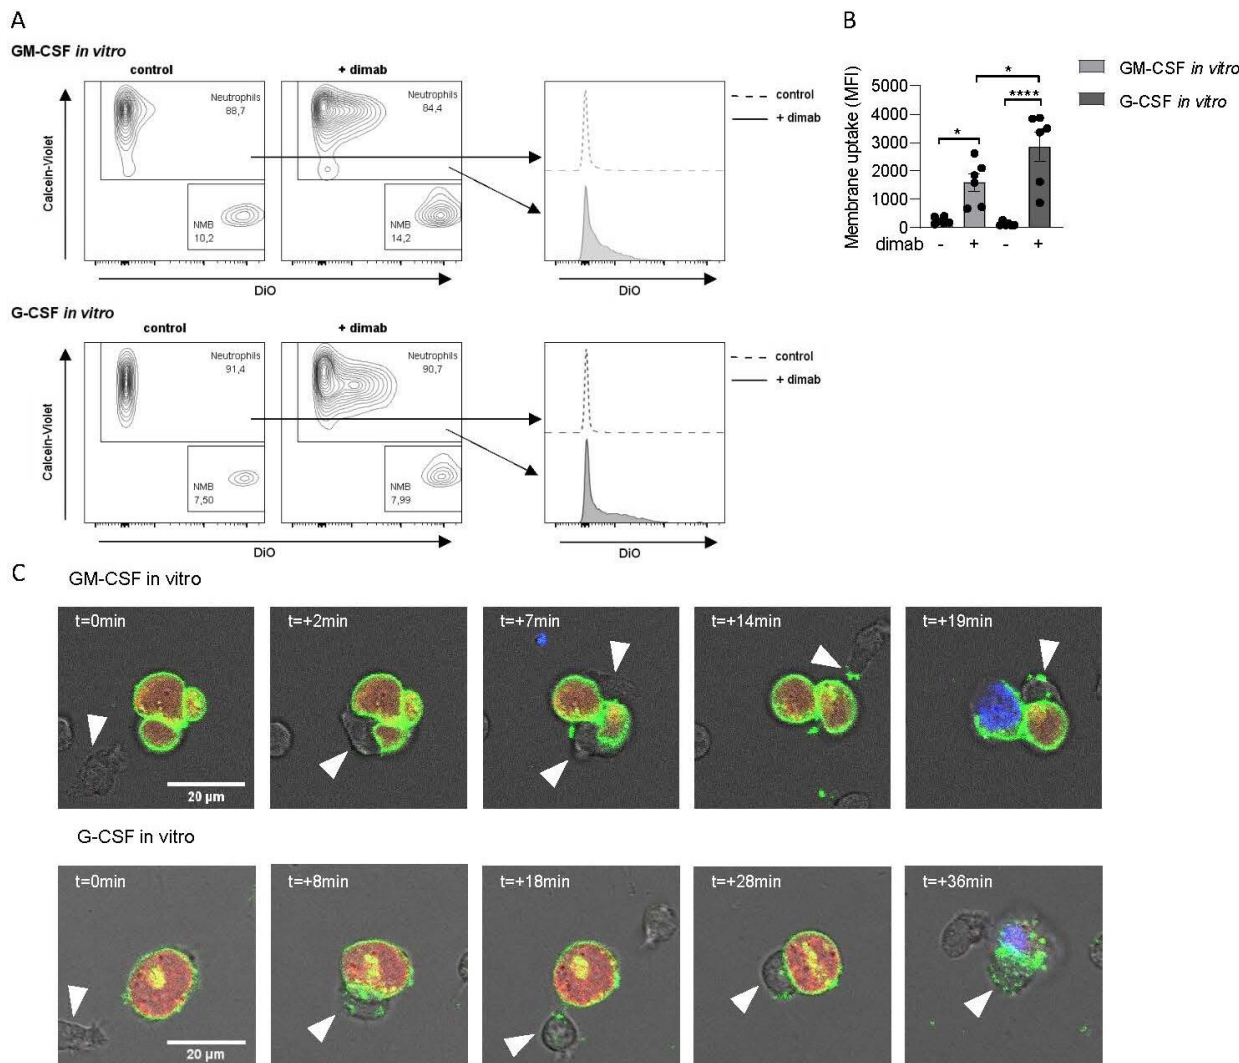 A
GM-CSF in vitro
control
+ dimab
Neutrophils
88,7
Neutrophils
84,4
NMB
10,2
NMB
14,2
Calcein-Violet
DiO
control
+ dimab
DiO
G-CSF in vitro
control
+ dimab
Neutrophils
91,4
Neutrophils
90,7
NMB
7,50
NMB
7,99
Calcein-Violet
DiO
control
+ dimab
DiO
B
Membrane uptake (MFI)
5000
4000
3000
2000
1000
0
*
****
*
dimab - + - +
GM-CSF in vitro
G-CSF in vitro
C
GM-CSF in vitro
t=0min
t=+2min
t=+7min
t=+14min
t=+19min
20 µm
G-CSF in vitro
t=0min
t=+8min
t=+18min
t=+28min
t=+36min
20 µm